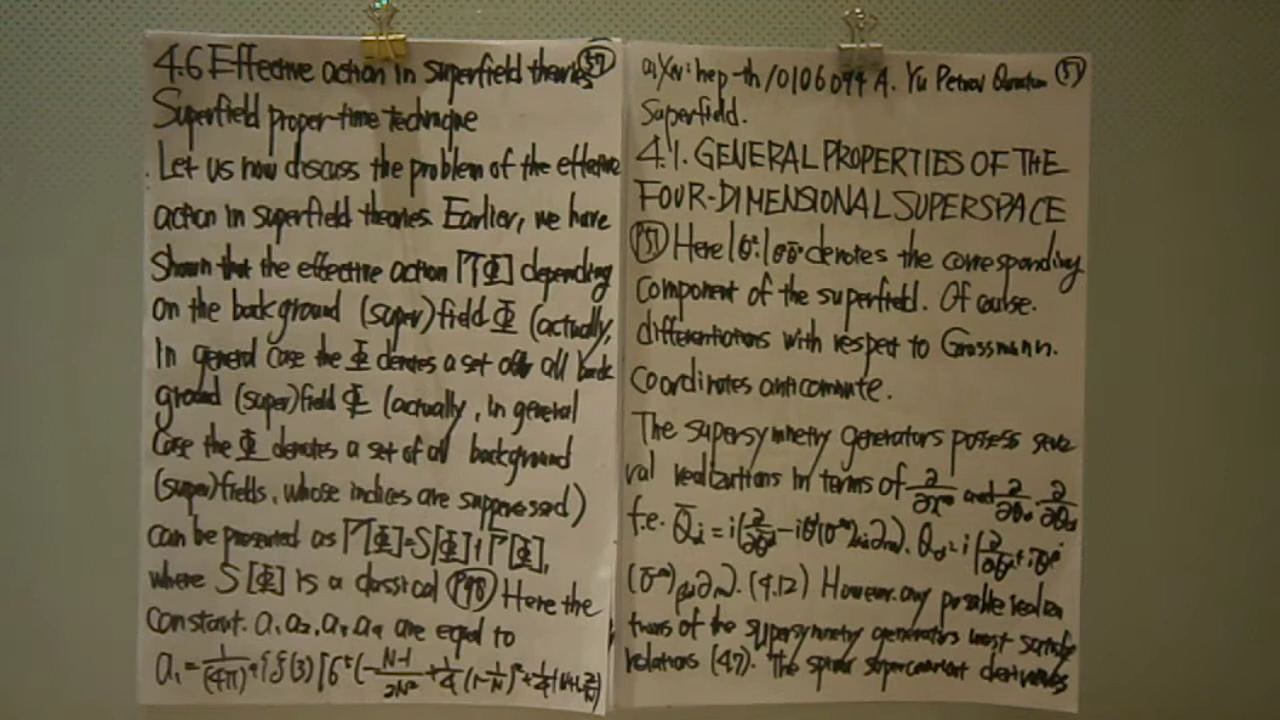 4.6 Effective action in superfield theories 57
Superfield proper-time technique
Let us now discuss the problem of the effective
action in superfield theories. Earlier, we have
shown that the effective action Γ[Φ] depending
on the background (super)field Φ (actually,
in general case the Φ denotes a set of all back
ground (super)field Φ (actually, in general
case the Φ denotes a set of all background
(super)fields, whose indices are suppressed)
can be presented as Γ[Φ]=S[Φ]+Γ̄[Φ],
where S[Φ] is a classical P98 Here the
constant. a₁ a₂, a₃, a₄ are equal to
a₁ =
arXiv: hep-th/0106094 A. Yu Petrov Quantum 57
Superfield.
4.1. GENERAL PROPERTIES OF THE
FOUR-DIMENSIONAL SUPERSPACE
P51 Here denotes the corresponding
component of the superfield. Of course.
differentiations with respect to Grassmann.
coordinates anticommute.
The supersymmetry generators possess seve
ral realizations in terms of and
f.e.
(4.12) However, any possible realiza
tions of the supersymmetry generators must satisfy
relations (4.7). The spinor supercovariant derivatives